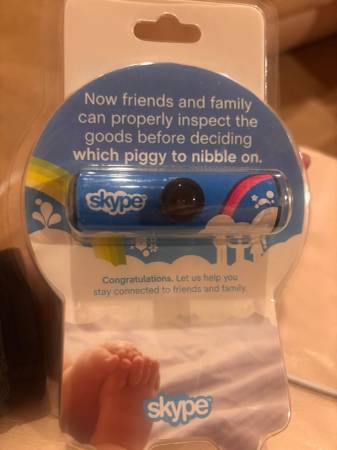 Now friends and family
can properly inspect the
goods before deciding
which piggy to nibble on.
skype
Congratulations. Let us help you
stay connected to friends and family.
skype